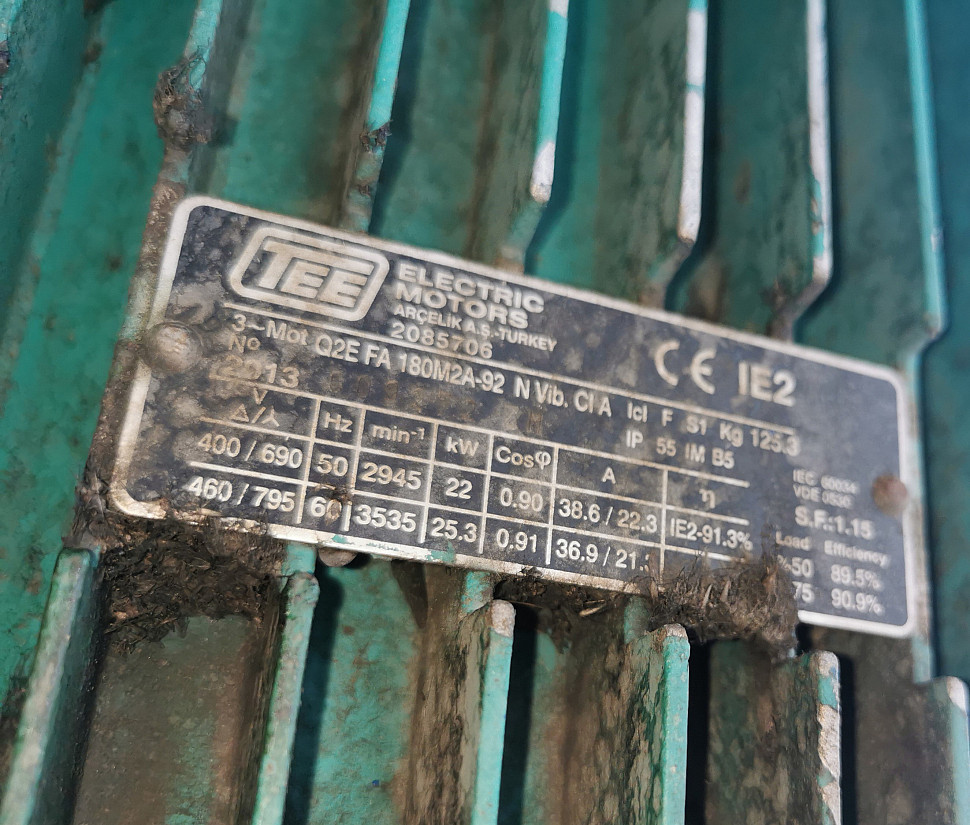 TEE
ELECTRIC
MOTORS
ARÇELİK A.Ş.-TURKEY
2085706
CE IE2
3~Mot Q2E FA 180M2A-92 N Vib. Cl A Icl F S1 Kg 125.3
Nº 2013 IP 55 IM B5
V Δ/⅄ Hz min⁻¹ kW Cosφ A η
400 / 690 50 2945 22 0.90 38.6 / 22.3 IE2-91.3%
460 / 795 60 3535 25.3 0.91 36.9 / 21.
IEC 60034
VDE 0530
S.F.:1.15
Load Efficiency
%50 89.5%
75 90.9%